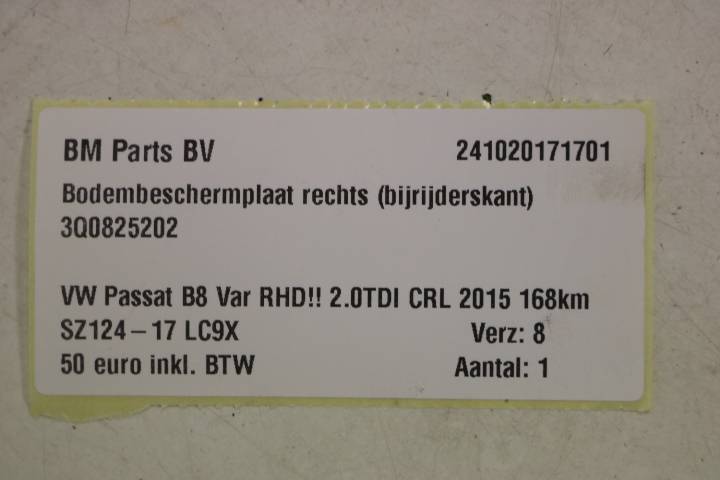 BM Parts BV 241020171701
Bodembeschermplaat rechts (bijrijderskant)
3Q0825202
VW Passat B8 Var RHD!! 2.0TDI CRL 2015 168km
SZ124-17 LC9X Verz: 8
50 euro inkl. BTW Aantal: 1